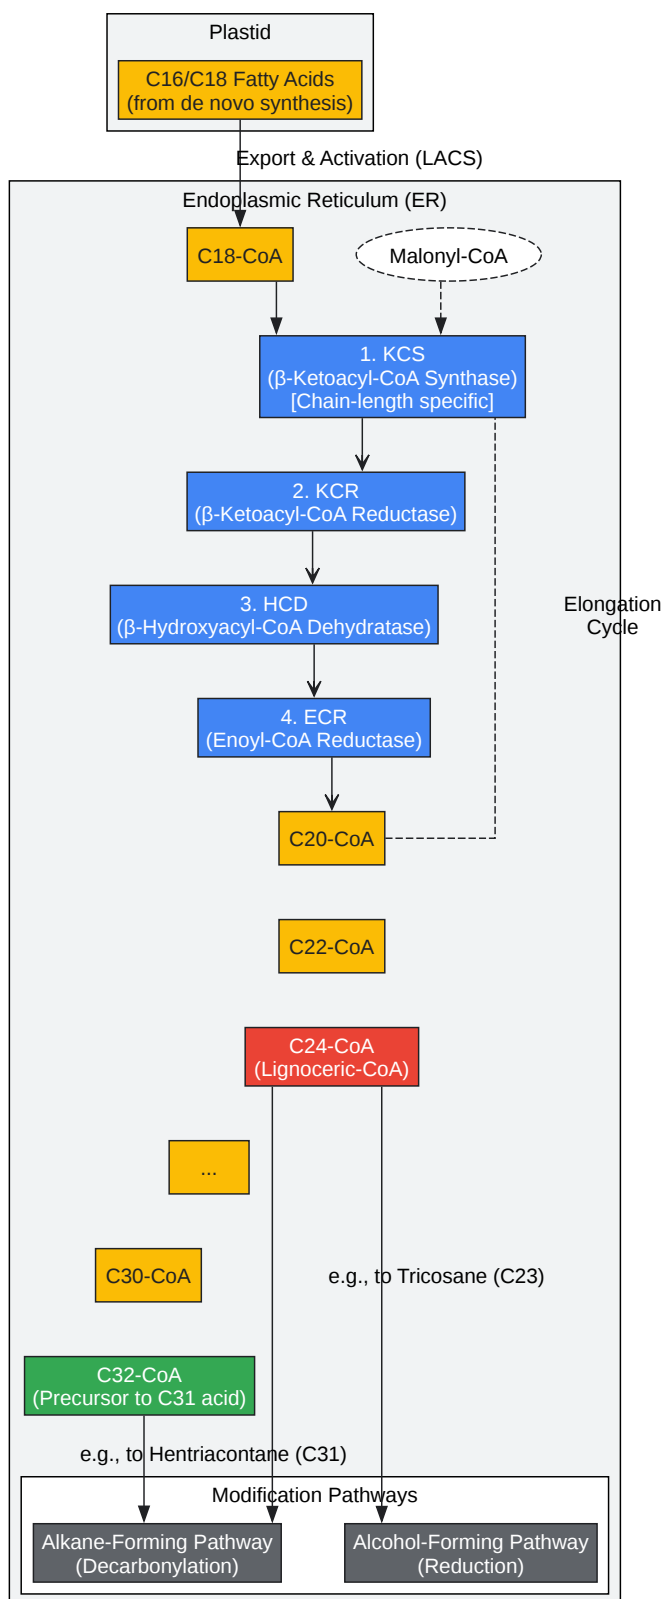 Plastid
C16/C18 Fatty Acids
(from de novo synthesis)
Export & Activation (LACS)
Endoplasmic Reticulum (ER)
C18-CoA
Malonyl-CoA
1. KCS
(β-Ketoacyl-CoA Synthase)
[Chain-length specific]
2. KCR
(β-Ketoacyl-CoA Reductase)
3. HCD
(β-Hydroxyacyl-CoA Dehydratase)
Elongation
Cycle
4. ECR
(Enoyl-CoA Reductase)
C20-CoA
C22-CoA
C24-CoA
(Lignoceric-CoA)
...
C30-CoA
e.g., to Tricosane (C23)
C32-CoA
(Precursor to C31 acid)
e.g., to Hentriacontane (C31)
Modification Pathways
Alkane-Forming Pathway
(Decarbonylation)
Alcohol-Forming Pathway
(Reduction)